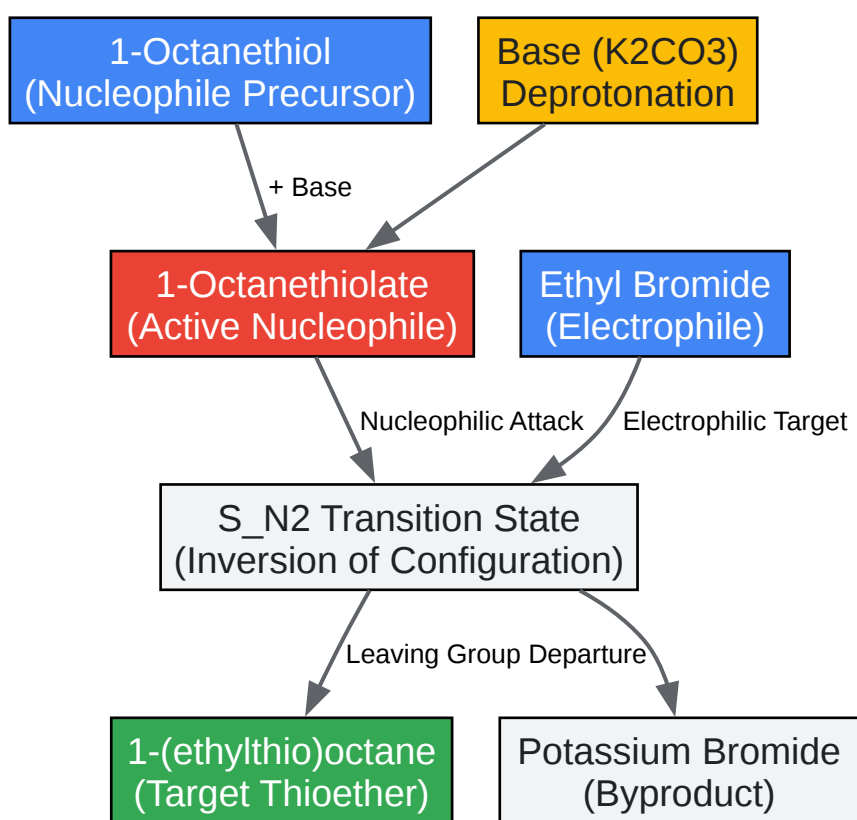 1-Octanethiol
(Nucleophile Precursor)
Base (K2CO3)
Deprotonation
+ Base
1-Octanethiolate
(Active Nucleophile)
Ethyl Bromide
(Electrophile)
Nucleophilic Attack
Electrophilic Target
S_N2 Transition State
(Inversion of Configuration)
Leaving Group Departure
1-(ethylthio)octane
(Target Thioether)
Potassium Bromide
(Byproduct)